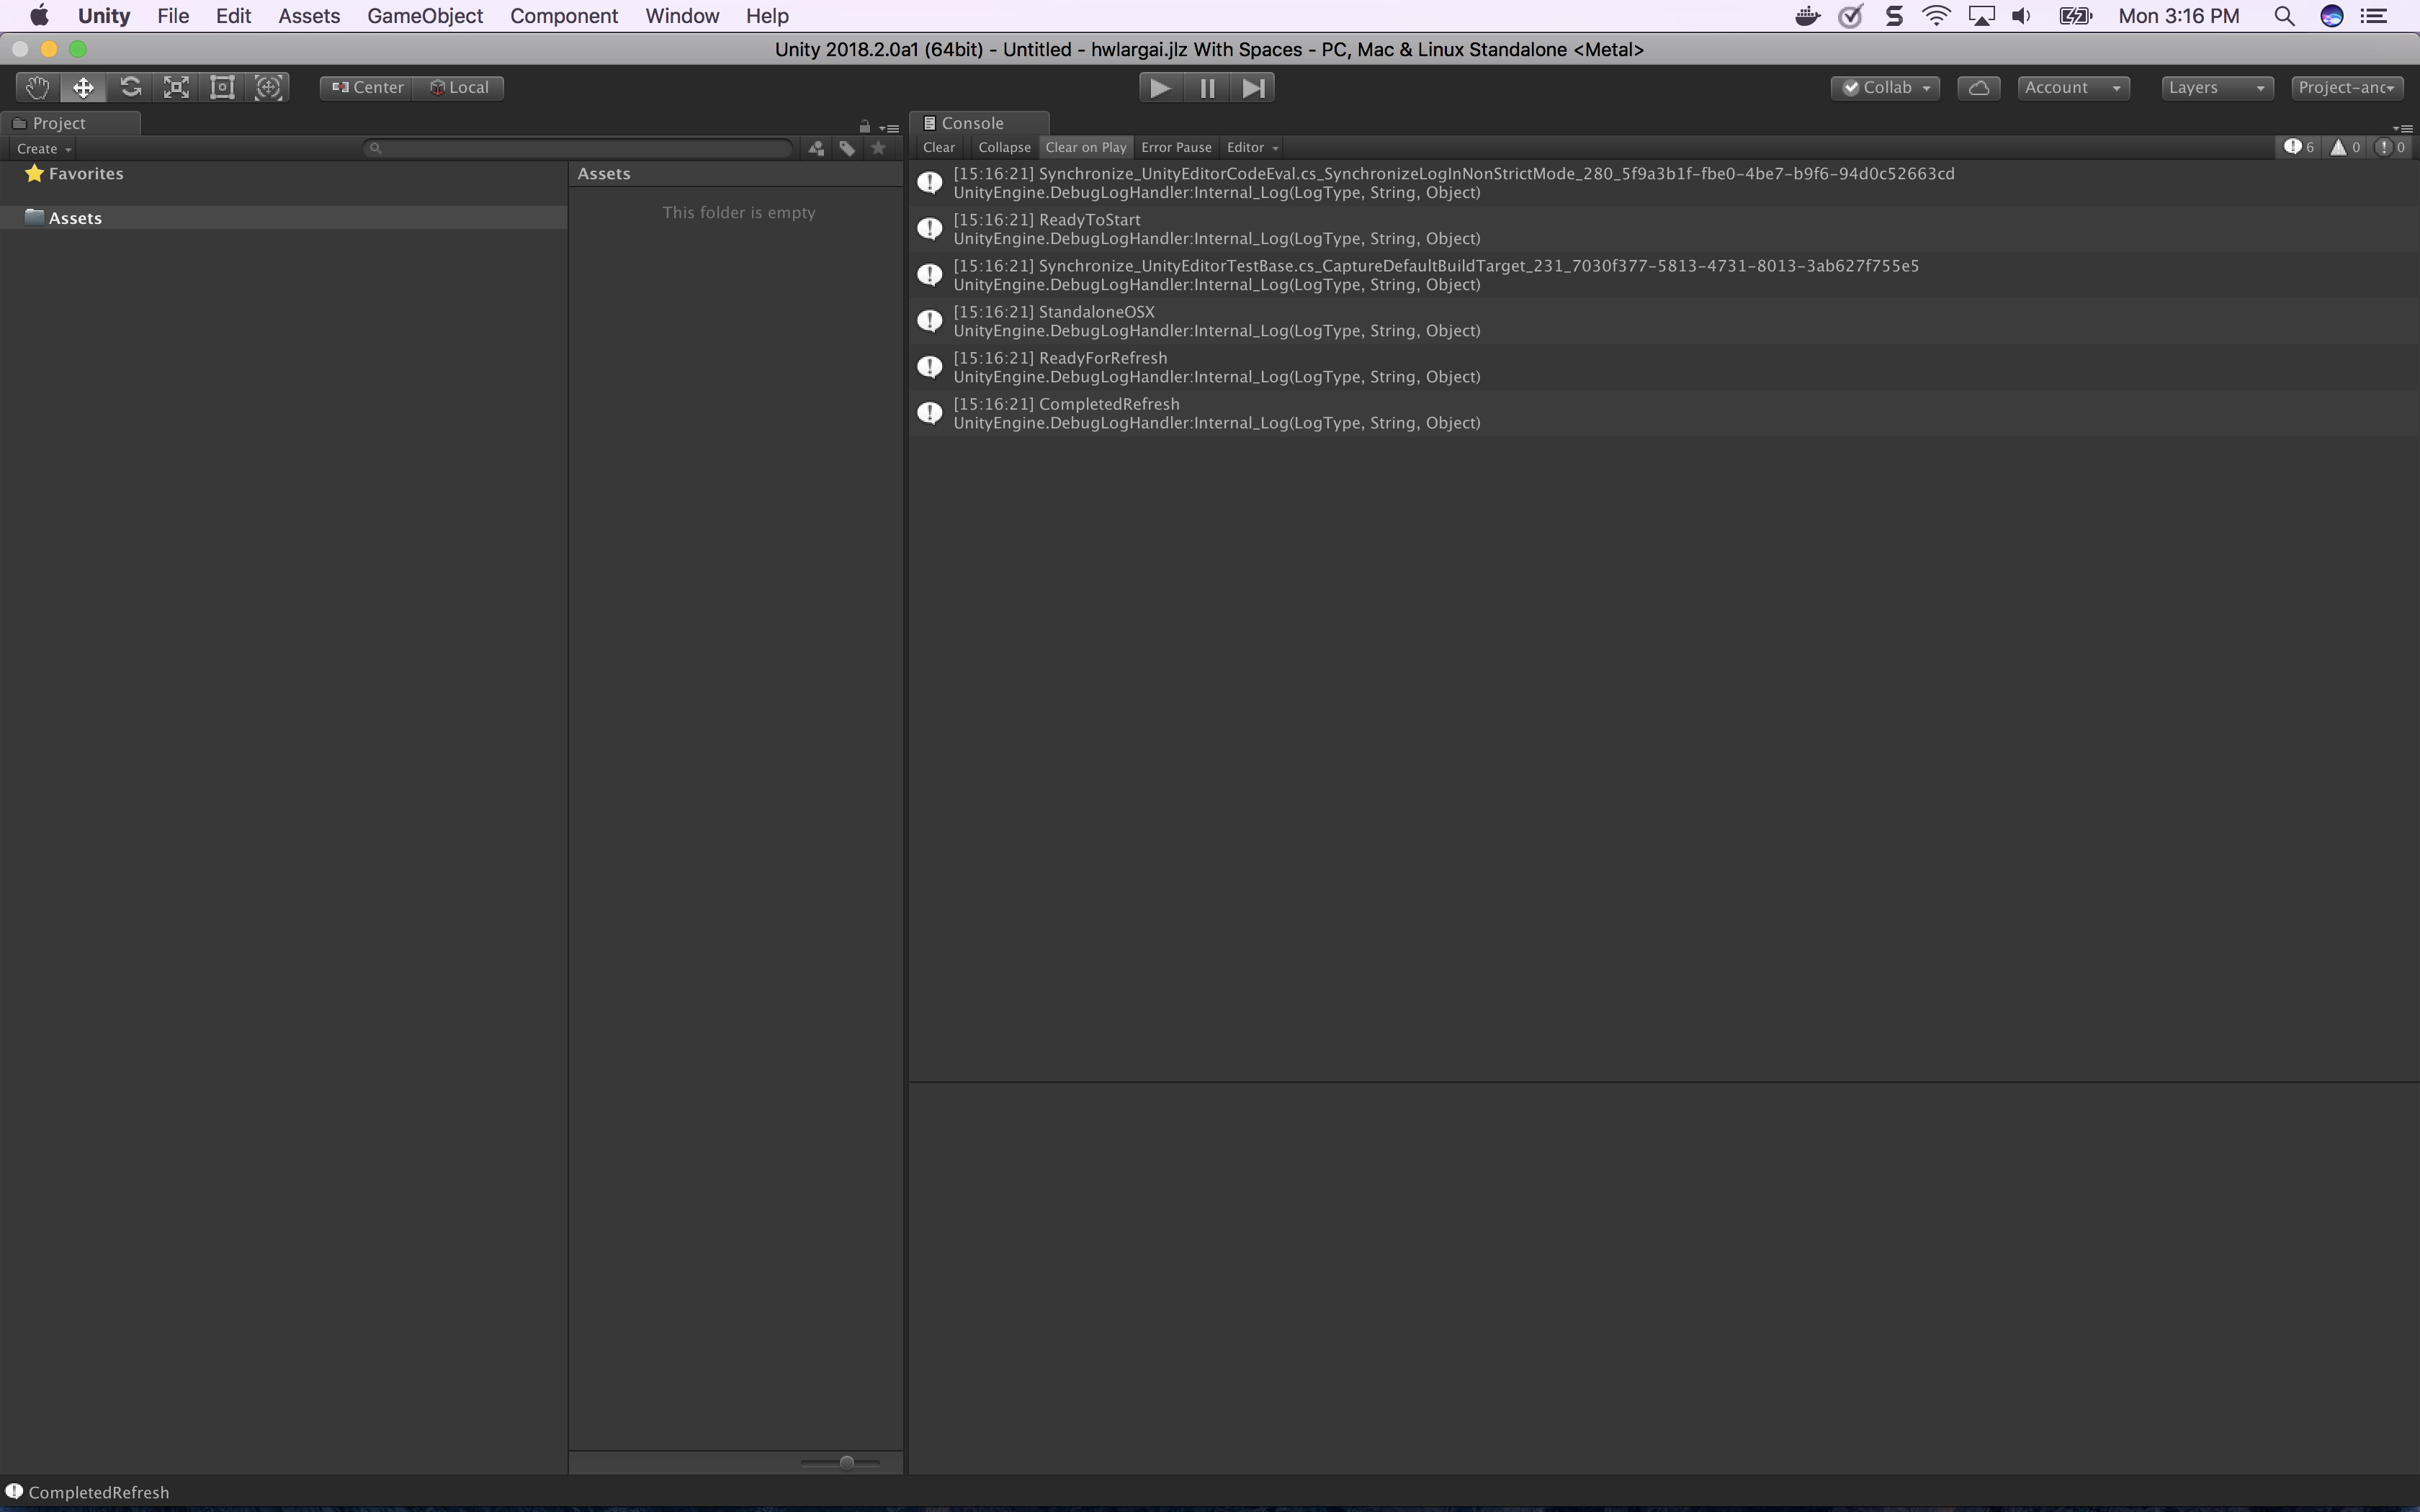 Unity File Edit Assets GameObject Component Window Help Mon 3:16 PM
Unity 2018.2.0a1 (64bit) - Untitled - hwlargai.jlz With Spaces - PC, Mac & Linux Standalone <Metal>
Center Local Collab Account Layers Project-anc
Project
Create
Favorites
Assets
Assets
This folder is empty
Console
Clear Collapse Clear on Play Error Pause Editor 6 0 0
[15:16:21] Synchronize_UnityEditorCodeEval.cs_SynchronizeLogInNonStrictMode_280_5f9a3b1f-fbe0-4be7-b9f6-94d0c52663cd
UnityEngine.DebugLogHandler:Internal_Log(LogType, String, Object)
[15:16:21] ReadyToStart
UnityEngine.DebugLogHandler:Internal_Log(LogType, String, Object)
[15:16:21] Synchronize_UnityEditorTestBase.cs_CaptureDefaultBuildTarget_231_7030f377-5813-4731-8013-3ab627f755e5
UnityEngine.DebugLogHandler:Internal_Log(LogType, String, Object)
[15:16:21] StandaloneOSX
UnityEngine.DebugLogHandler:Internal_Log(LogType, String, Object)
[15:16:21] ReadyForRefresh
UnityEngine.DebugLogHandler:Internal_Log(LogType, String, Object)
[15:16:21] CompletedRefresh
UnityEngine.DebugLogHandler:Internal_Log(LogType, String, Object)
CompletedRefresh